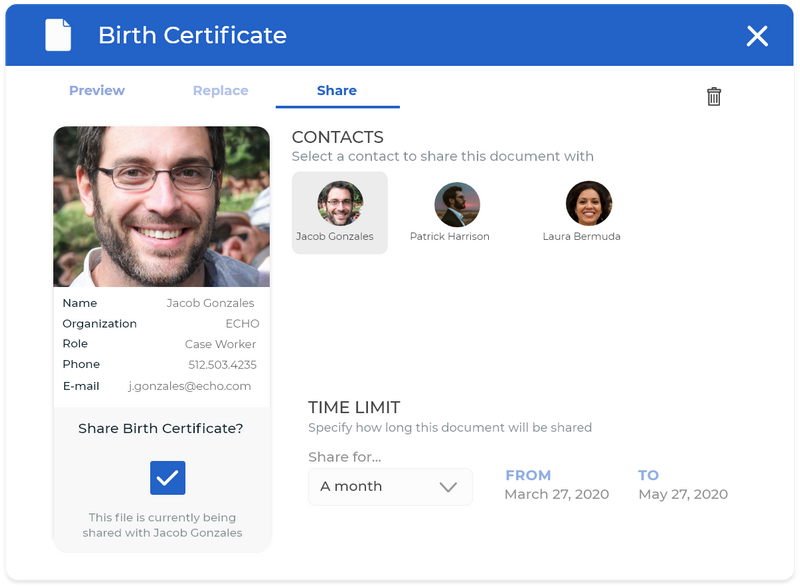 Birth Certificate
Preview
Replace
Share
CONTACTS
Select a contact to share this document with
Jacob Gonzales
Patrick Harrison
Laura Bermuda
Name Jacob Gonzales
Organization ECHO
Role Case Worker
Phone 512.503.4235
E-mail j.gonzales@echo.com
Share Birth Certificate?
This file is currently being
shared with Jacob Gonzales
TIME LIMIT
Specify how long this document will be shared
Share for...
A month
FROM
March 27, 2020
TO
May 27, 2020